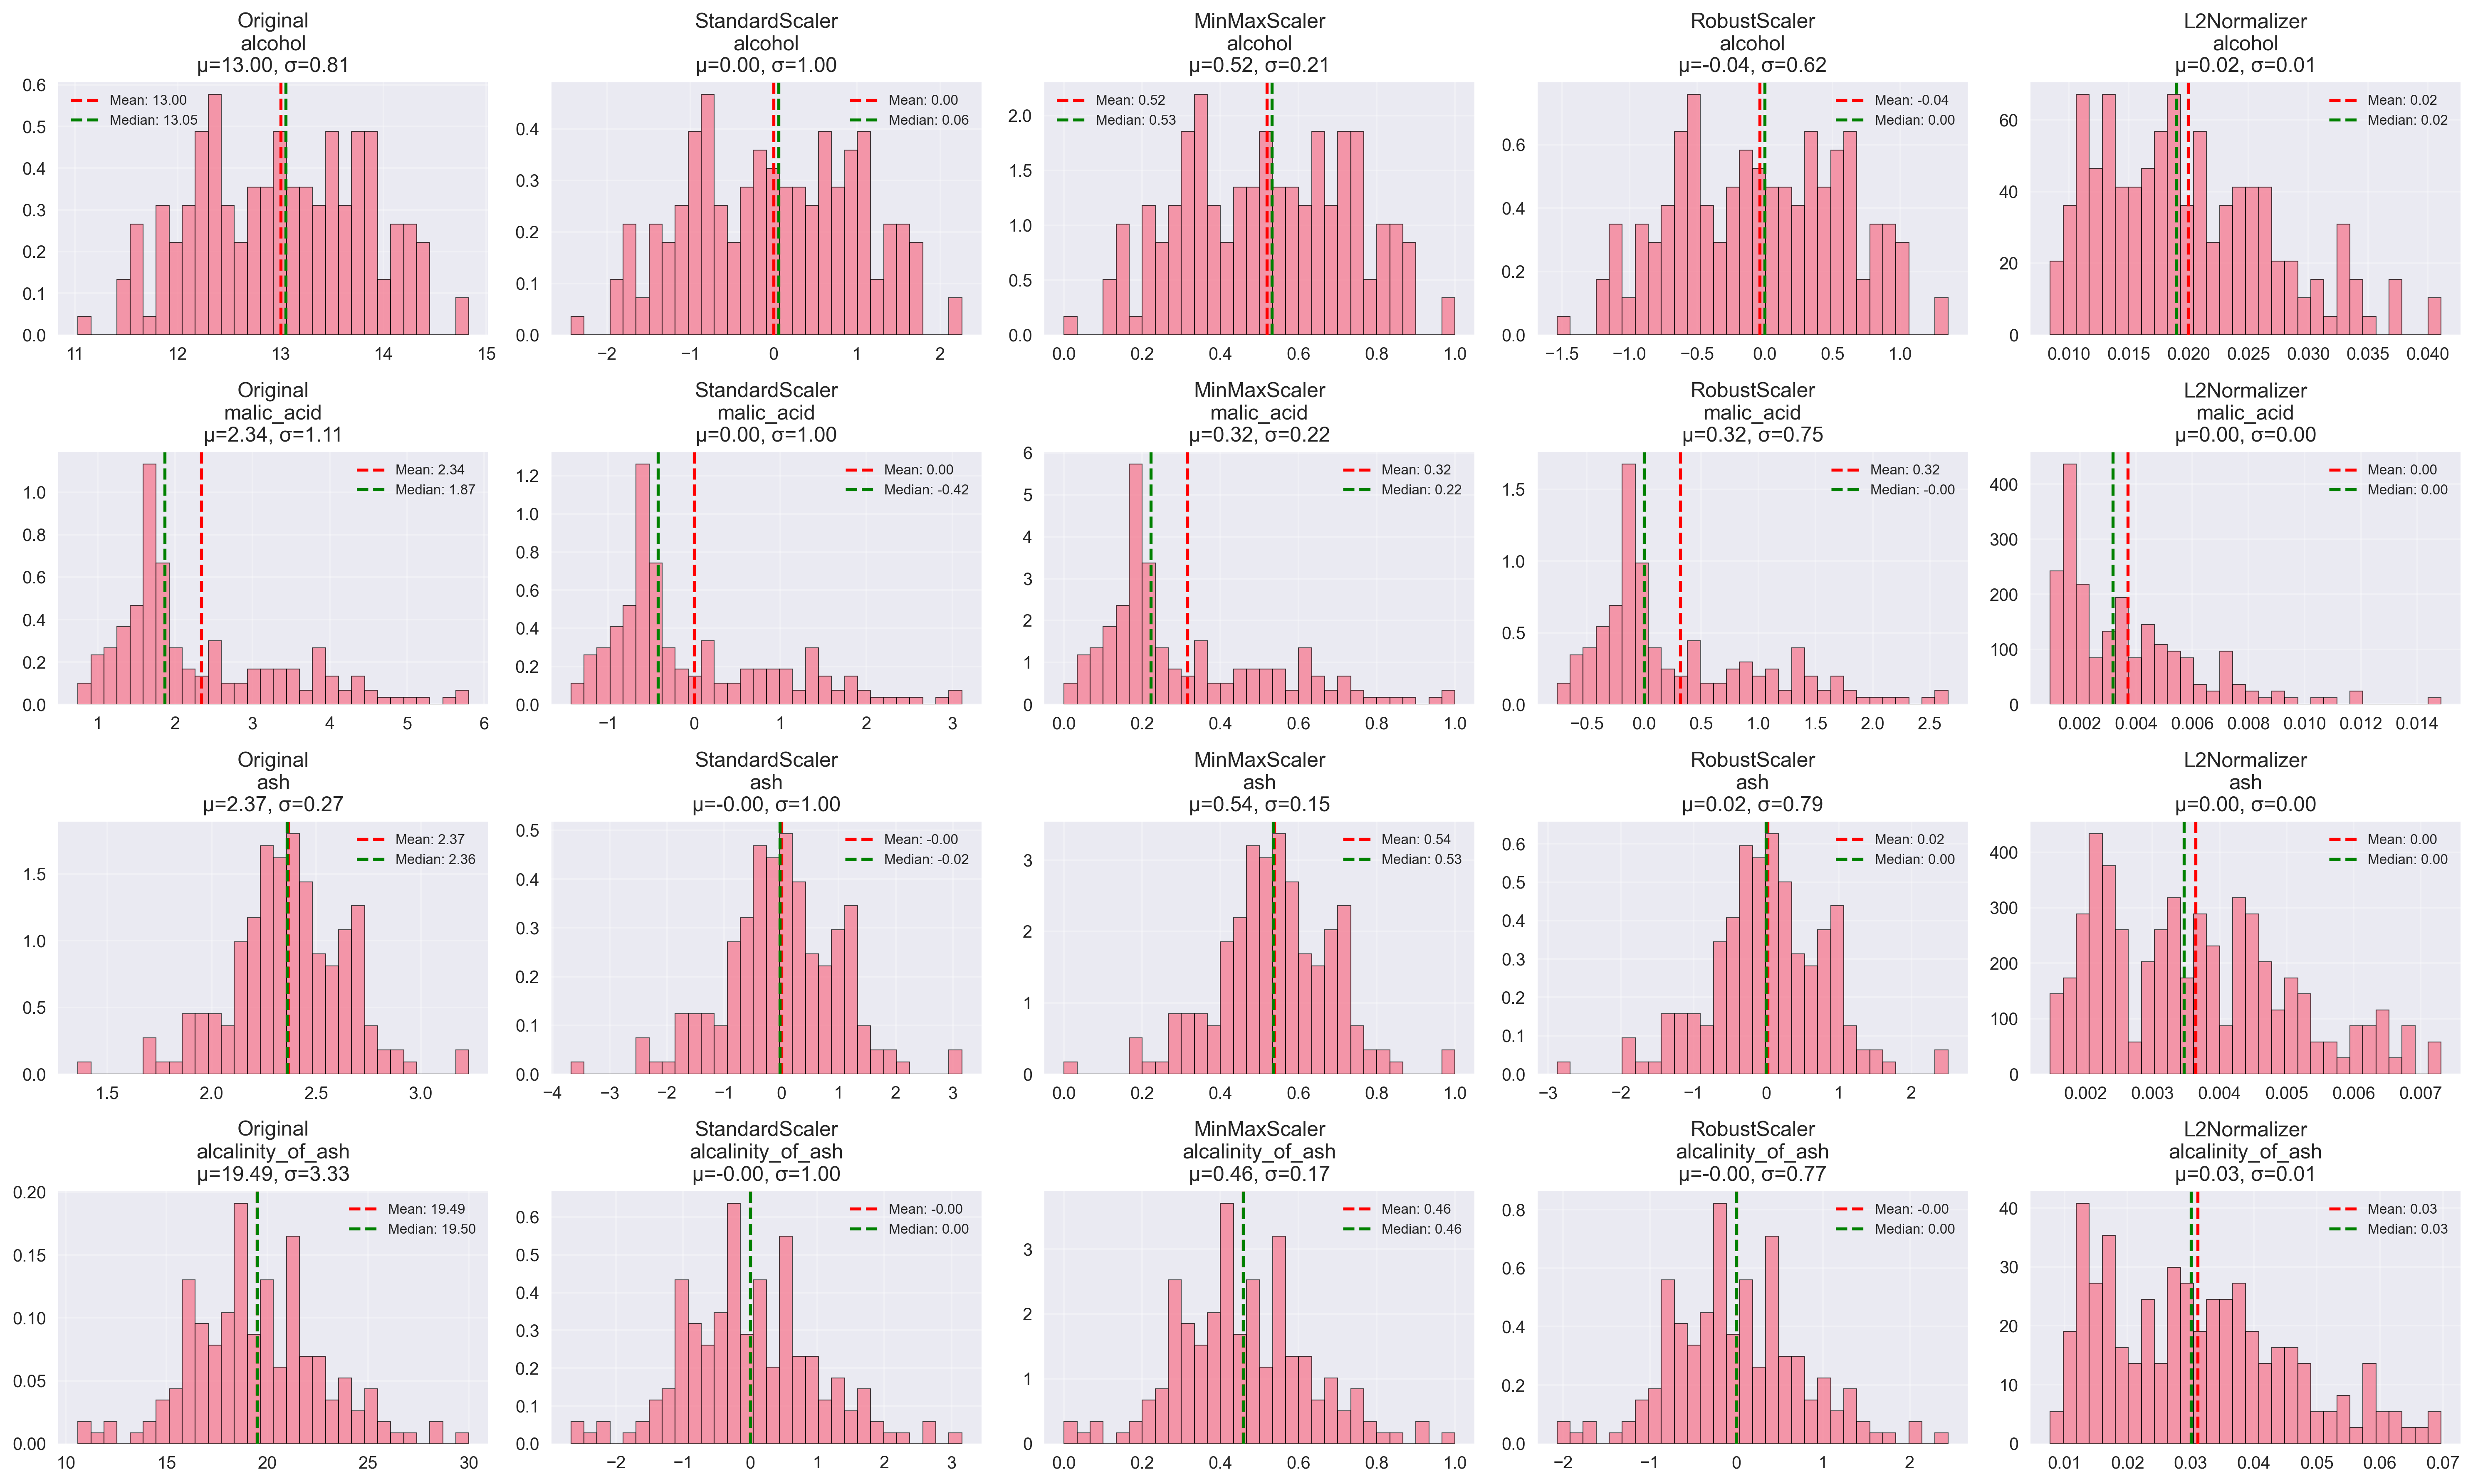 Original
alcohol
μ=13.00, σ=0.81
Mean: 13.00
Median: 13.05
0.6
0.5
0.4
0.3
0.2
0.1
0.0
11 12 13 14 15
StandardScaler
alcohol
μ=0.00, σ=1.00
Mean: 0.00
Median: 0.06
0.4
0.3
0.2
0.1
0.0
−2 −1 0 1 2
MinMaxScaler
alcohol
μ=0.52, σ=0.21
Mean: 0.52
Median: 0.53
2.0
1.5
1.0
0.5
0.0
0.0 0.2 0.4 0.6 0.8 1.0
RobustScaler
alcohol
μ=-0.04, σ=0.62
Mean: -0.04
Median: 0.00
0.6
0.4
0.2
0.0
−1.5 −1.0 −0.5 0.0 0.5 1.0
L2Normalizer
alcohol
μ=0.02, σ=0.01
Mean: 0.02
Median: 0.02
60
40
20
0
0.010 0.015 0.020 0.025 0.030 0.035 0.040
Original
malic_acid
μ=2.34, σ=1.11
Mean: 2.34
Median: 1.87
1.0
0.8
0.6
0.4
0.2
0.0
1 2 3 4 5 6
StandardScaler
malic_acid
μ=0.00, σ=1.00
Mean: 0.00
Median: -0.42
1.2
1.0
0.8
0.6
0.4
0.2
0.0
−1 0 1 2 3
MinMaxScaler
malic_acid
μ=0.32, σ=0.22
Mean: 0.32
Median: 0.22
6
5
4
3
2
1
0
0.0 0.2 0.4 0.6 0.8 1.0
RobustScaler
malic_acid
μ=0.32, σ=0.75
Mean: 0.32
Median: -0.00
1.5
1.0
0.5
0.0
−0.5 0.0 0.5 1.0 1.5 2.0 2.5
L2Normalizer
malic_acid
μ=0.00, σ=0.00
Mean: 0.00
Median: 0.00
400
300
200
100
0
0.002 0.004 0.006 0.008 0.010 0.012 0.014
Original
ash
μ=2.37, σ=0.27
Mean: 2.37
Median: 2.36
1.5
1.0
0.5
0.0
1.5 2.0 2.5 3.0
StandardScaler
ash
μ=-0.00, σ=1.00
Mean: -0.00
Median: -0.02
0.5
0.4
0.3
0.2
0.1
0.0
−4 −3 −2 −1 0 1 2 3
MinMaxScaler
ash
μ=0.54, σ=0.15
Mean: 0.54
Median: 0.53
3
2
1
0
0.0 0.2 0.4 0.6 0.8 1.0
RobustScaler
ash
μ=0.02, σ=0.79
Mean: 0.02
Median: 0.00
0.6
0.5
0.4
0.3
0.2
0.1
0.0
−3 −2 −1 0 1 2
L2Normalizer
ash
μ=0.00, σ=0.00
Mean: 0.00
Median: 0.00
400
300
200
100
0
0.002 0.003 0.004 0.005 0.006 0.007
Original
alcalinity_of_ash
μ=19.49, σ=3.33
Mean: 19.49
Median: 19.50
0.20
0.15
0.10
0.05
0.00
10 15 20 25 30
StandardScaler
alcalinity_of_ash
μ=-0.00, σ=1.00
Mean: -0.00
Median: 0.00
0.6
0.5
0.4
0.3
0.2
0.1
0.0
−2 −1 0 1 2 3
MinMaxScaler
alcalinity_of_ash
μ=0.46, σ=0.17
Mean: 0.46
Median: 0.46
3
2
1
0
0.0 0.2 0.4 0.6 0.8 1.0
RobustScaler
alcalinity_of_ash
μ=-0.00, σ=0.77
Mean: -0.00
Median: 0.00
0.8
0.6
0.4
0.2
0.0
−2 −1 0 1 2
L2Normalizer
alcalinity_of_ash
μ=0.03, σ=0.01
Mean: 0.03
Median: 0.03
40
30
20
10
0
0.01 0.02 0.03 0.04 0.05 0.06 0.07